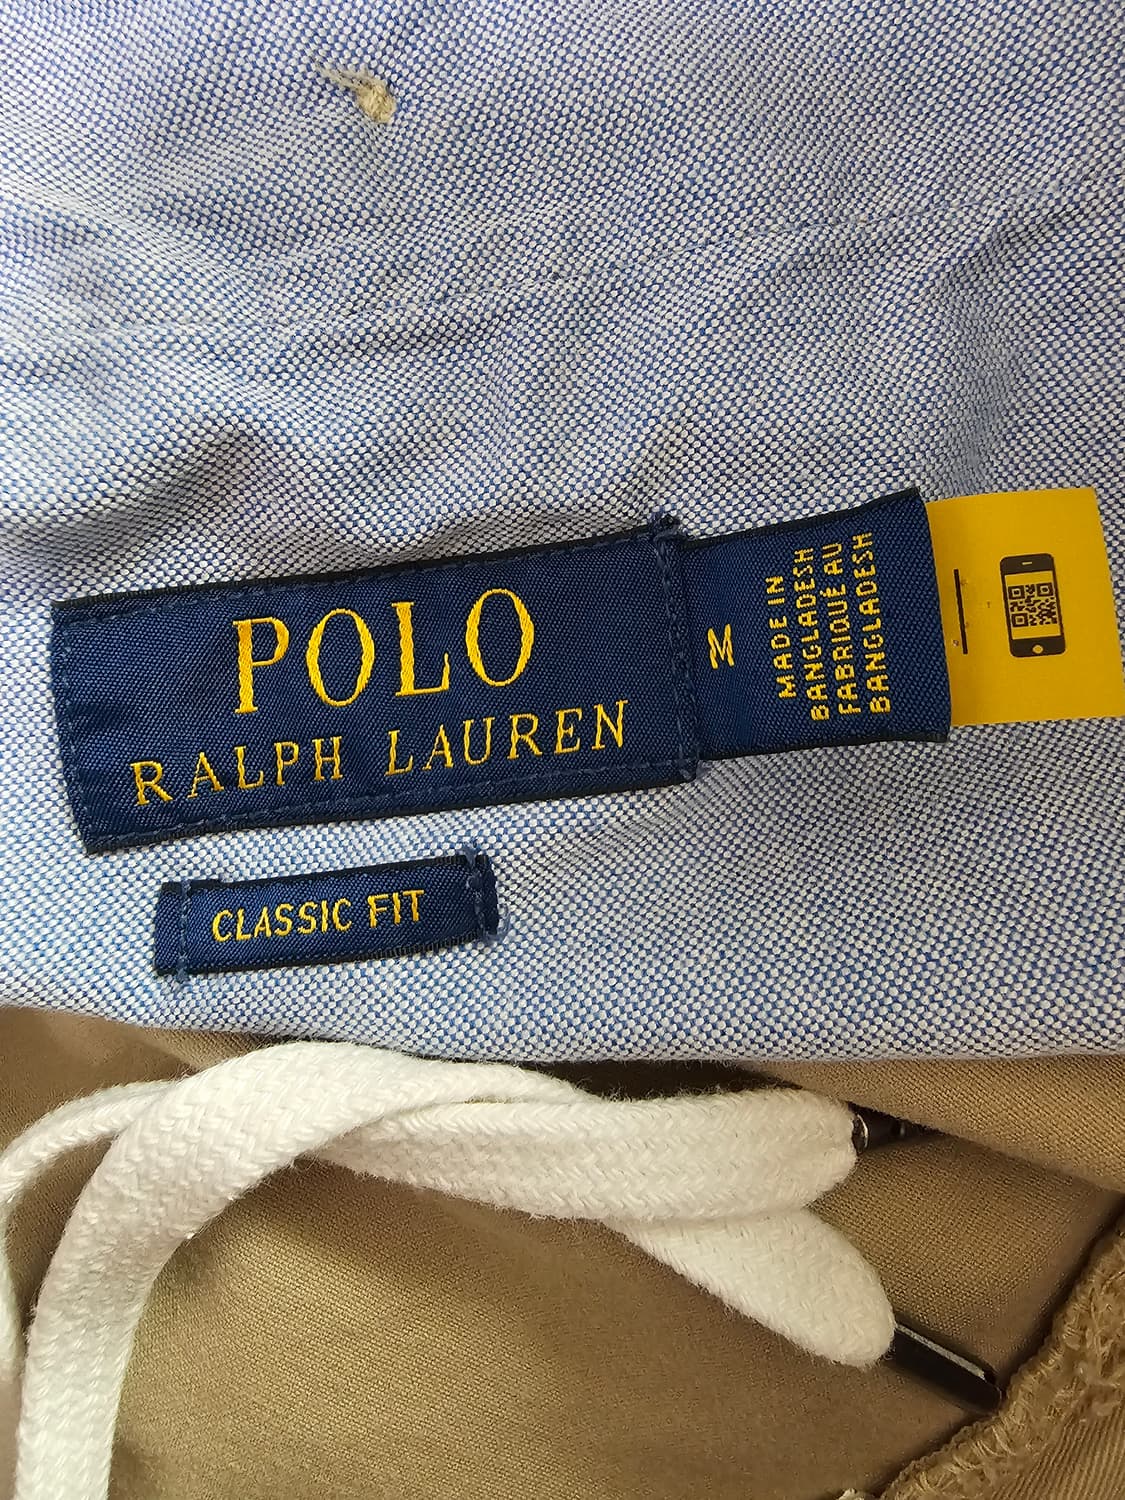 POLO
RALPH LAUREN
M
MADE IN
BANGLADESH
FABRIQUÉ AU
BANGLADESH
CLASSIC FIT